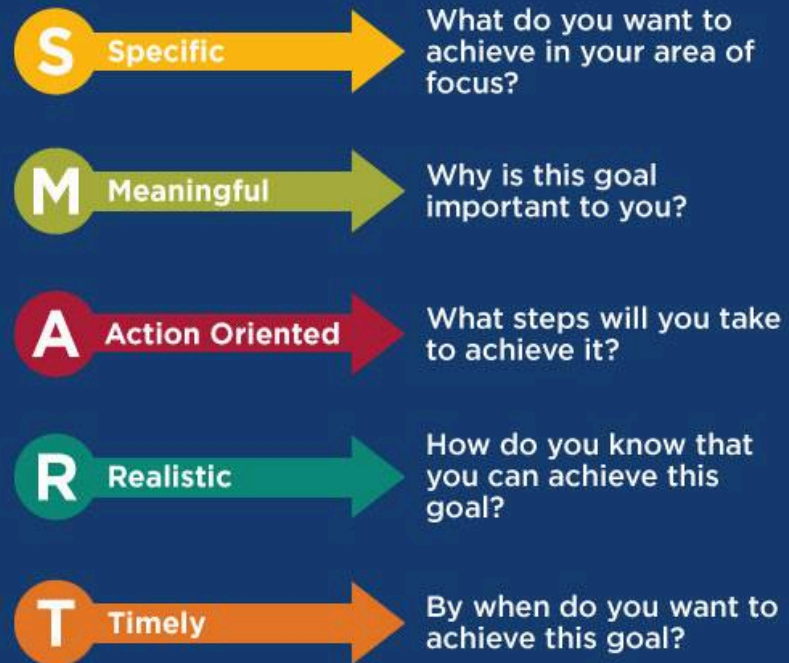 S Specific
What do you want to
achieve in your area of
focus?
M Meaningful
Why is this goal
important to you?
A Action Oriented
What steps will you take
to achieve it?
R Realistic
How do you know that
you can achieve this
goal?
T Timely
By when do you want to
achieve this goal?